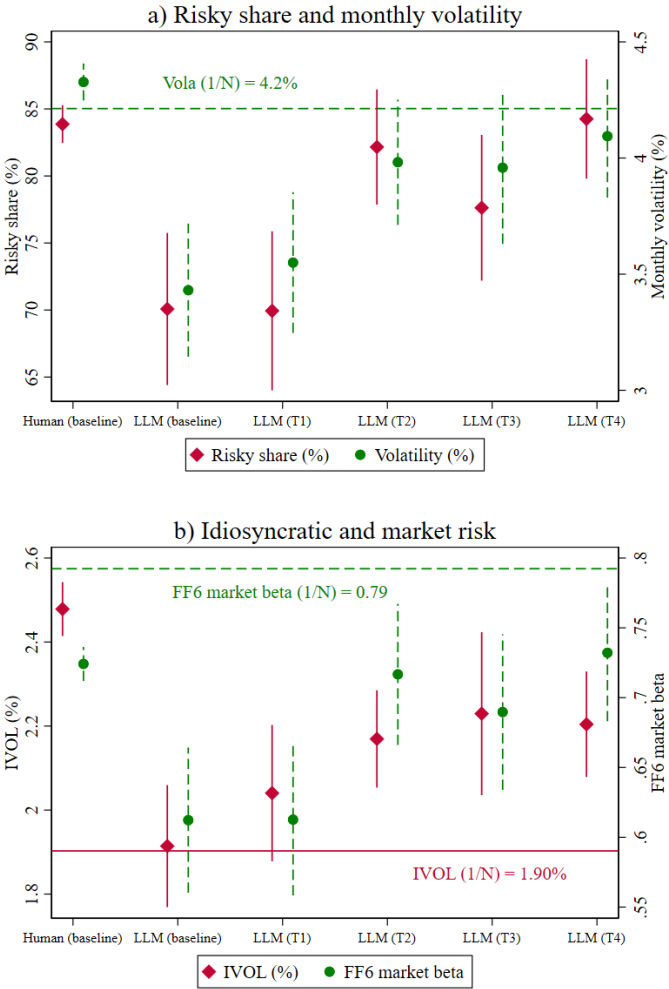 a) Risky share and monthly volatility
90
85
80
75
70
65
Risky share (%)
4.5
4
3.5
3
Monthly volatility (%)
Vola (1/N) = 4.2%
Human (baseline) LLM (baseline) LLM (T1) LLM (T2) LLM (T3) LLM (T4)
Risky share (%) Volatility (%)
b) Idiosyncratic and market risk
2.6
2.4
2.2
2
1.8
IVOL (%)
.8
.75
.7
.65
.6
.55
FF6 market beta
FF6 market beta (1/N) = 0.79
IVOL (1/N) = 1.90%
Human (baseline) LLM (baseline) LLM (T1) LLM (T2) LLM (T3) LLM (T4)
IVOL (%) FF6 market beta